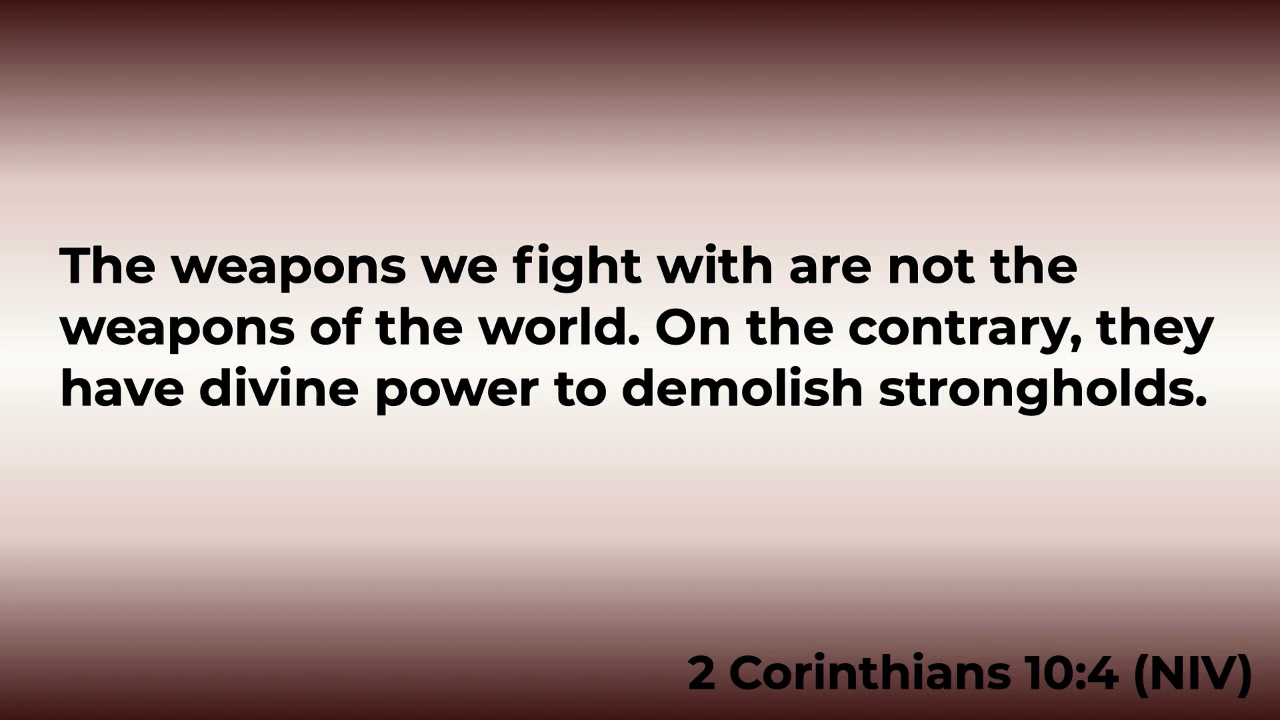 The weapons we fight with are not the
weapons of the world. On the contrary, they
have divine power to demolish strongholds.
2 Corinthians 10:4 (NIV)